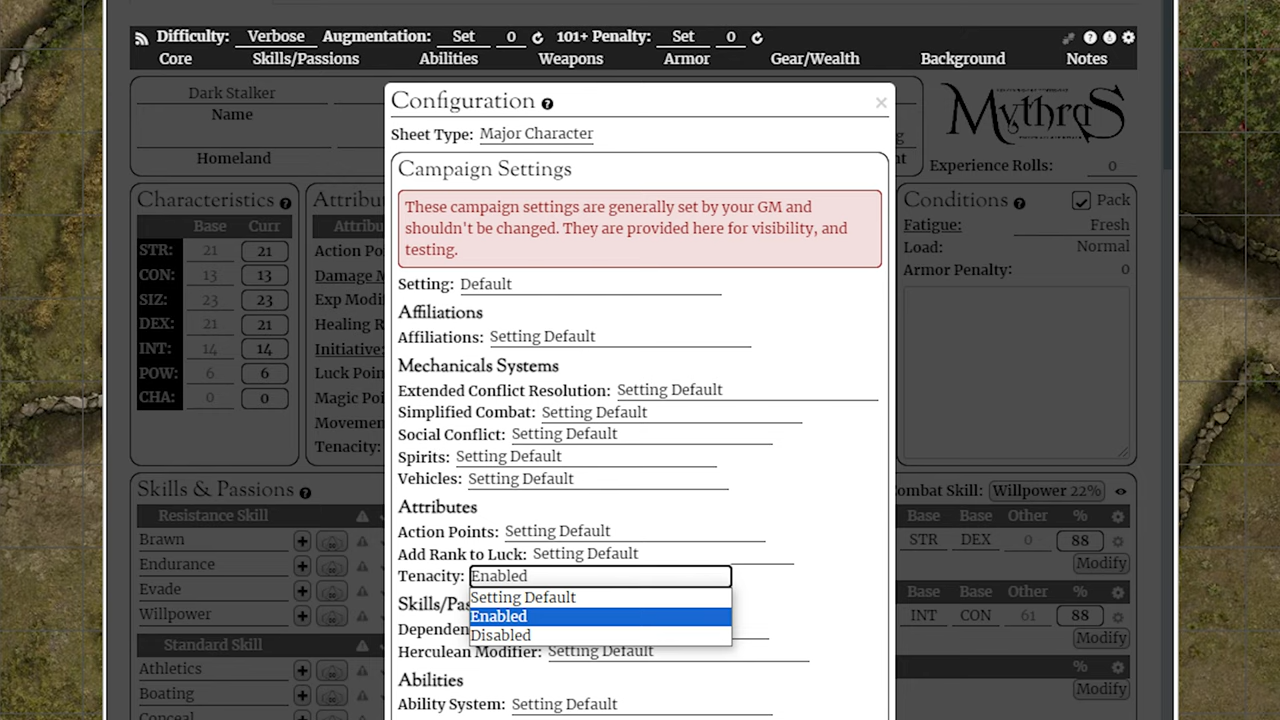 Difficulty: Verbose Augmentation: Set 0 101+ Penalty: Set 0
Core Skills/Passions Abilities Weapons Armor Gear/Wealth Background Notes
Dark Stalker
Name
Homeland
Mythras
Experience Rolls: 0
Configuration
Sheet Type: Major Character
Campaign Settings
These campaign settings are generally set by your GM and
shouldn't be changed. They are provided here for visibility, and
testing.
Setting: Default
Affiliations
Affiliations: Setting Default
Mechanicals Systems
Extended Conflict Resolution: Setting Default
Simplified Combat: Setting Default
Social Conflict: Setting Default
Spirits: Setting Default
Vehicles: Setting Default
Attributes
Action Points: Setting Default
Add Rank to Luck: Setting Default
Tenacity: Enabled
Setting Default
Enabled
Disabled
Skills/Pas
Dependen
Herculean Modifier: Setting Default
Abilities
Ability System: Setting Default
Characteristics
Base Curr
STR: 21 21
CON: 13 13
SIZ: 23 23
DEX: 21 21
INT: 14 14
POW: 6 6
CHA: 0 0
Attribu
Attribu
Action Po
Damage M
Exp Modi
Healing R
Initiative:
Luck Poin
Magic Poi
Movemen
Tenacity:
Conditions Pack
Fatigue: Fresh
Load: Normal
Armor Penalty: 0
Skills & Passions
Resistance Skill
Brawn
Endurance
Evade
Willpower
Standard Skill
Athletics
Boating
Conceal
ombat Skill: Willpower 22%
Base Base Other %
STR DEX 0 88
Modify
Base Base Other %
INT CON 61 88
Modify
%
Modify